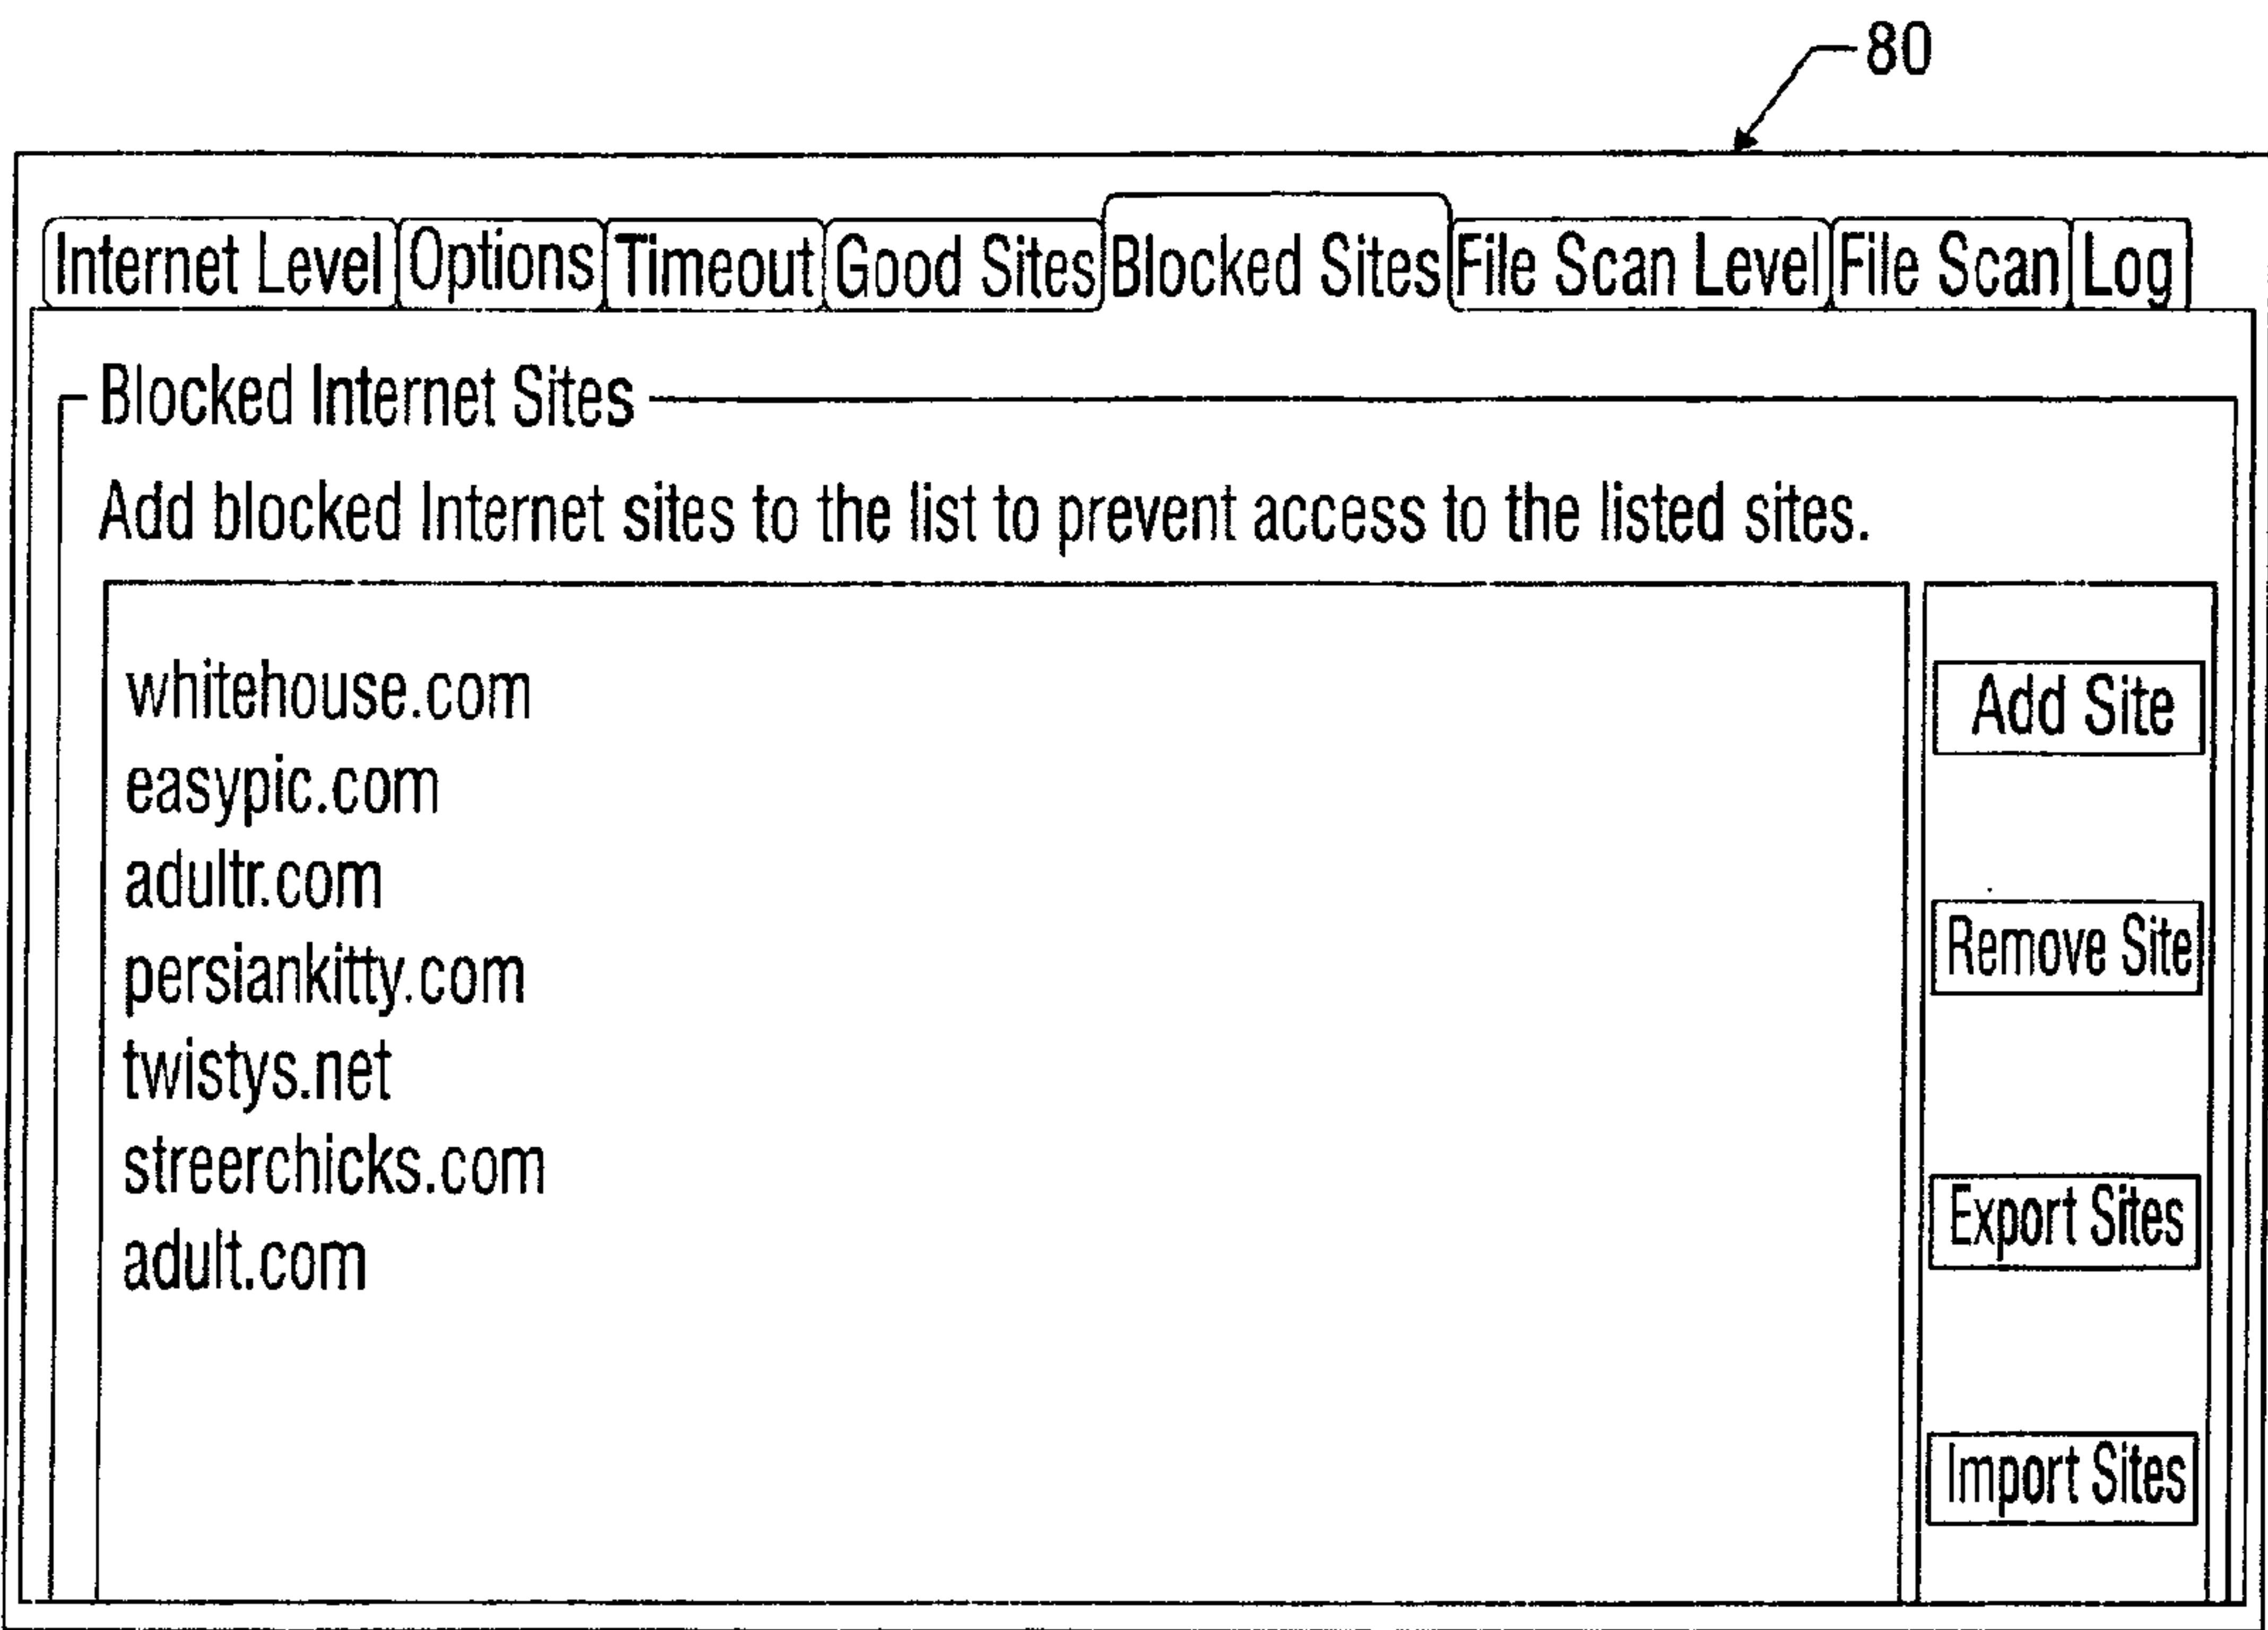 80
Internet Level Options Timeout Good Sites Blocked Sites File Scan Level File Scan Log
Blocked Internet Sites
Add blocked Internet sites to the list to prevent access to the listed sites.
whitehouse.com
Add Site
easypic.com
adultr.com
persiankitty.com
Remove Site
twistys.net
streerchicks.com
Export Sites
adult.com
Import Sites